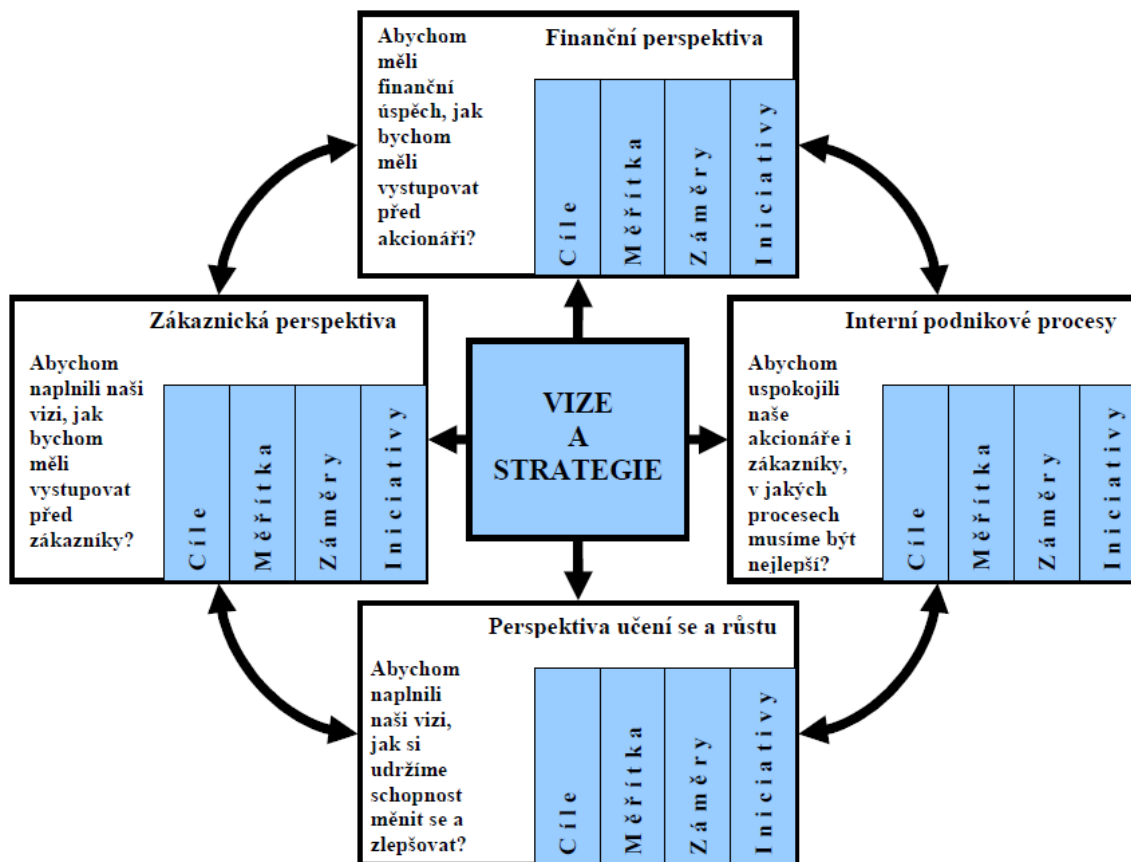 Finanční perspektiva
Abychom
měli
finanční
úspěch, jak
bychom
měli
vystupovat
před
akcionáři?
Cíle
Měřítka
Záměry
Iniciativy
Zákaznická perspektiva
Abychom
naplnili naši
vizi, jak
bychom
měli
vystupovat
před
zákazníky?
Cíle
Měřítka
Záměry
Iniciativy
VIZE
A
STRATEGIE
Interní podnikové procesy
Abychom
uspokojili
naše
akcionáře i
zákazníky,
v jakých
procesech
musíme být
nejlepší?
Cíle
Měřítka
Záměry
Iniciativy
Perspektiva učení se a růstu
Abychom
naplnili
naši vizi,
jak si
udržíme
schopnost
měnit se a
zlepšovat?
Cíle
Měřítka
Záměry
Iniciativy